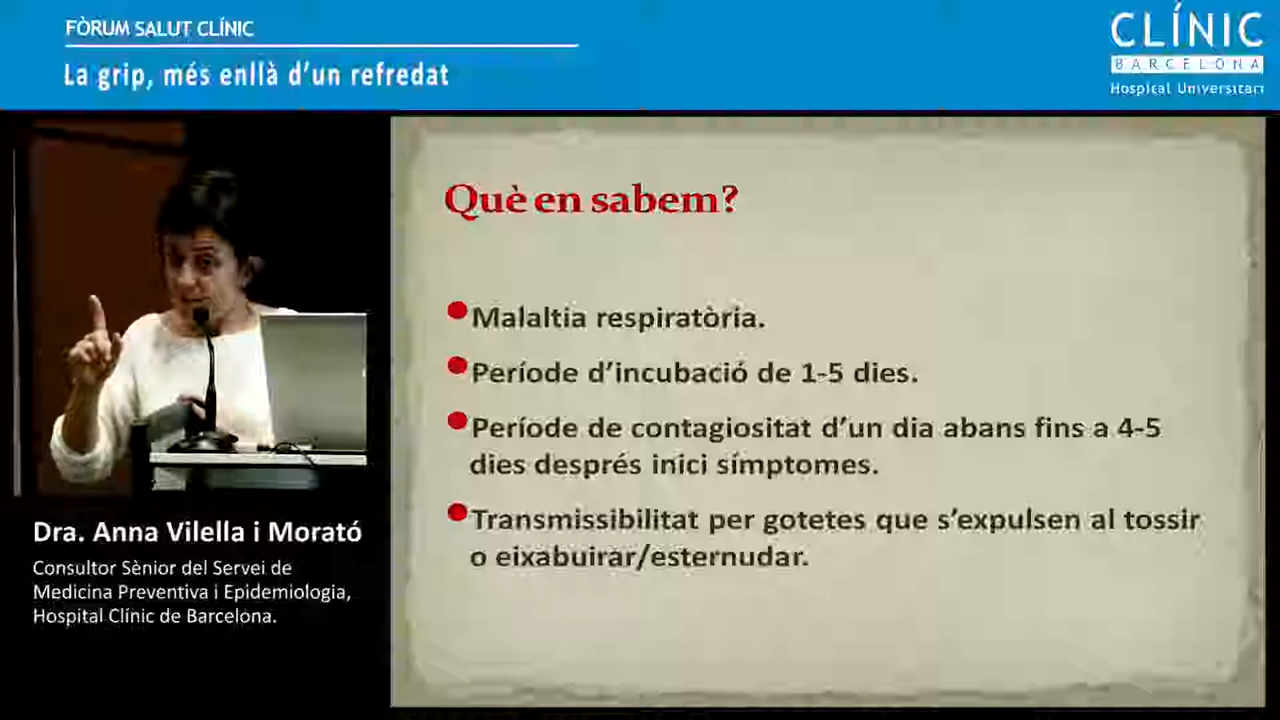 FÒRUM SALUT CLÍNIC
La grip, més enllà d'un refredat
CLÍNIC
BARCELONA
Hospital Universitari
Què en sabem?
Malaltia respiratòria.
Període d'incubació de 1-5 dies.
Període de contagiositat d'un dia abans fins a 4-5
dies després inici símptomes.
Transmissibilitat per gotetes que s'expulsen al tossir
o eixabuirar/esternudar.
Dra. Anna Vilella i Morató
Consultor Sènior del Servei de
Medicina Preventiva i Epidemiologia,
Hospital Clínic de Barcelona.